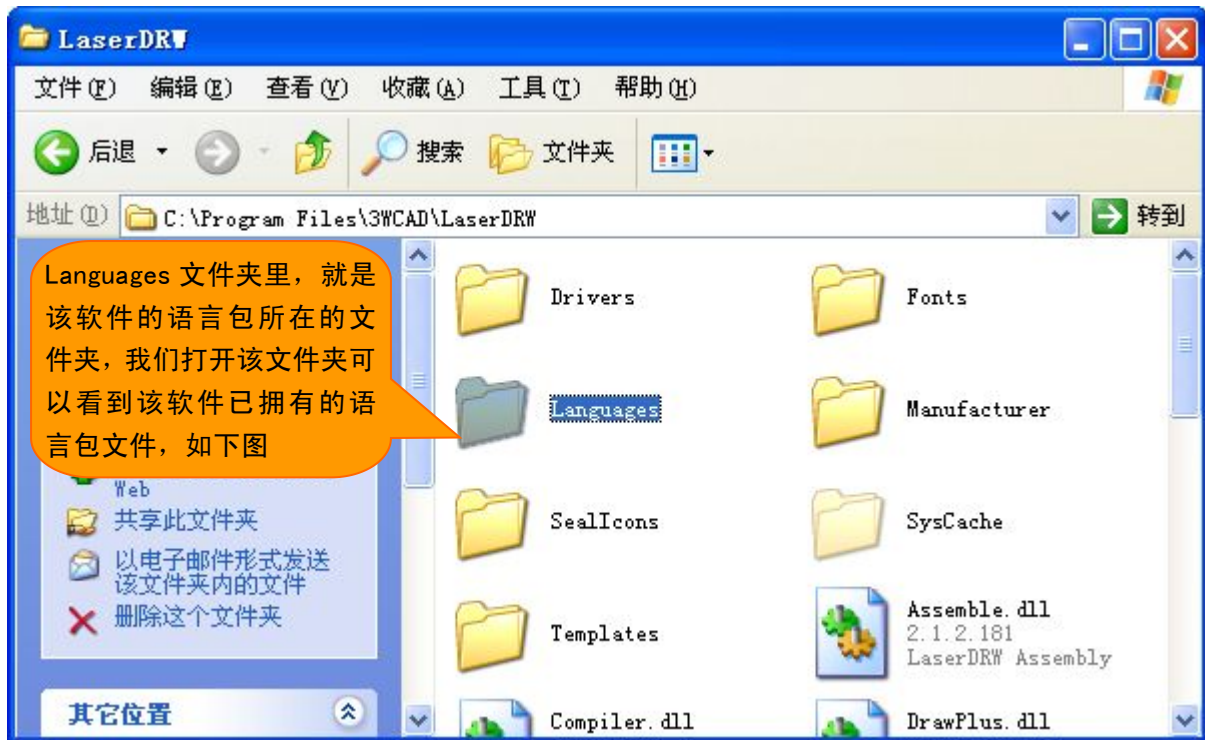 LaserDRW
文件(F) 编辑(E) 查看(V) 收藏(A) 工具(T) 帮助(H)
后退 搜索 文件夹
地址(D) C:\Program Files\3WCAD\LaserDRW 转到
Languages 文件夹里，就是
该软件的语言包所在的文
件夹，我们打开该文件夹可
以看到该软件已拥有的语
言包文件，如下图
Web
共享此文件夹
以电子邮件形式发送
该文件夹内的文件
删除这个文件夹
其它位置
Drivers
Fonts
Languages
Manufacturer
SealIcons
SysCache
Templates
Assemble.dll
2.1.2.181
LaserDRW Assembly
Compiler.dll
DrawPlus.dll